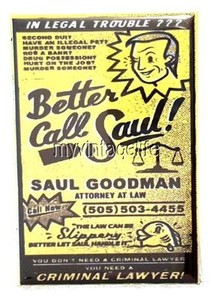 IN LEGAL TROUBLE ???
SECOND DUI?
HAVE AN ILLEGAL PET?
MURDER SOMEONE?
ROB A BANK?
DRUG POSSESSION?
HURT ON THE JOB?
MURDER SOMEONE?
Better
Call Saul!
myvintagelife
SAUL GOODMAN
ATTORNEY AT LAW
Call Now!
(505) 503-4455
THE LAW CAN BE
Slippery
BETTER LET SAUL HANDLE IT
YOU DON'T NEED A CRIMINAL LAWYER
YOU NEED A
CRIMINAL LAWYER!